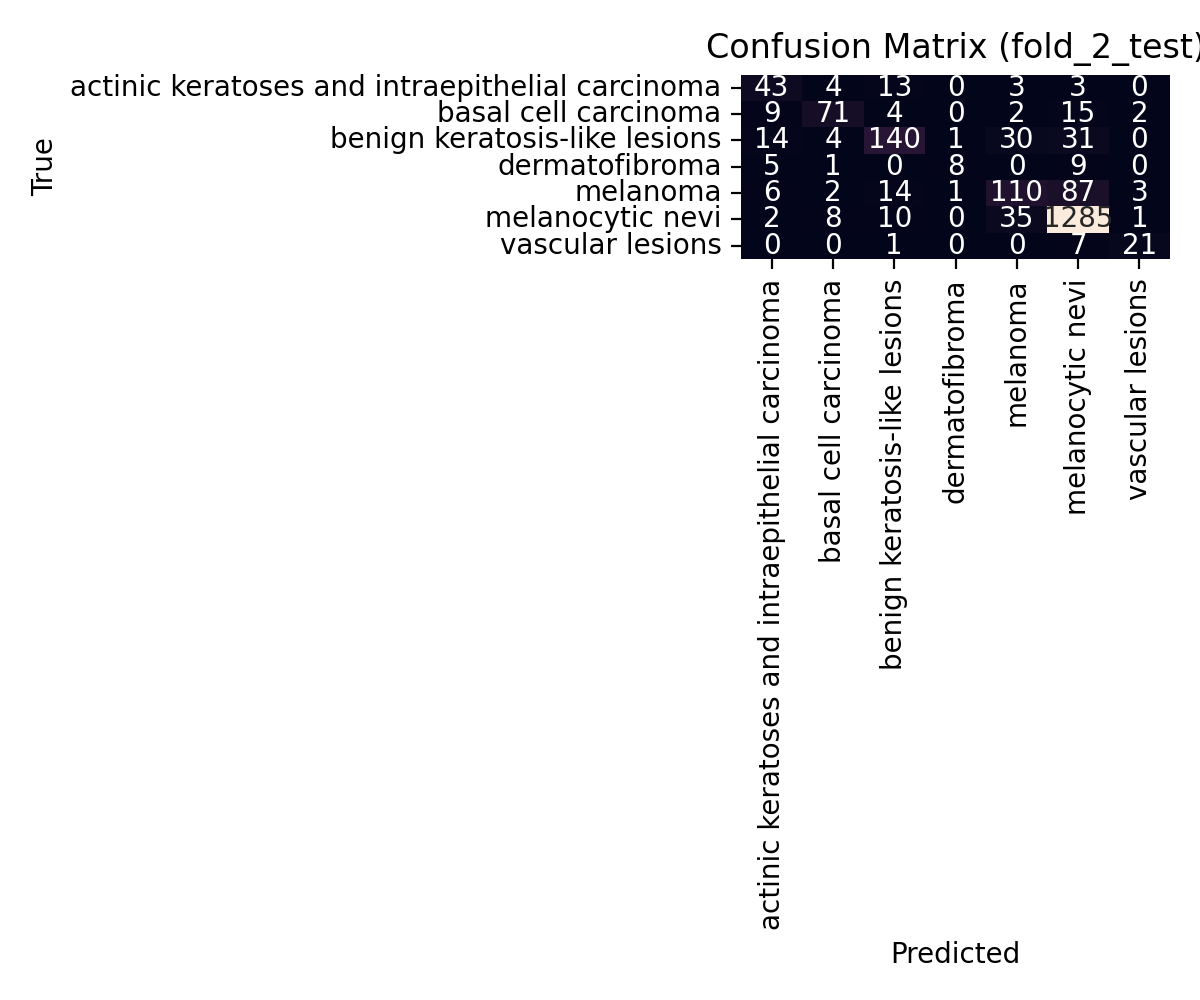 Confusion Matrix (fold_2_test)
True
actinic keratoses and intraepithelial carcinoma 43 4 13 0 3 3 0
basal cell carcinoma 9 71 4 0 2 15 2
benign keratosis-like lesions 14 4 140 1 30 31 0
dermatofibroma 5 1 0 8 0 9 0
melanoma 6 2 14 1 110 87 3
melanocytic nevi 2 8 10 0 35 1285 1
vascular lesions 0 0 1 0 0 7 21
actinic keratoses and intraepithelial carcinoma
basal cell carcinoma
benign keratosis-like lesions
dermatofibroma
melanoma
melanocytic nevi
vascular lesions
Predicted